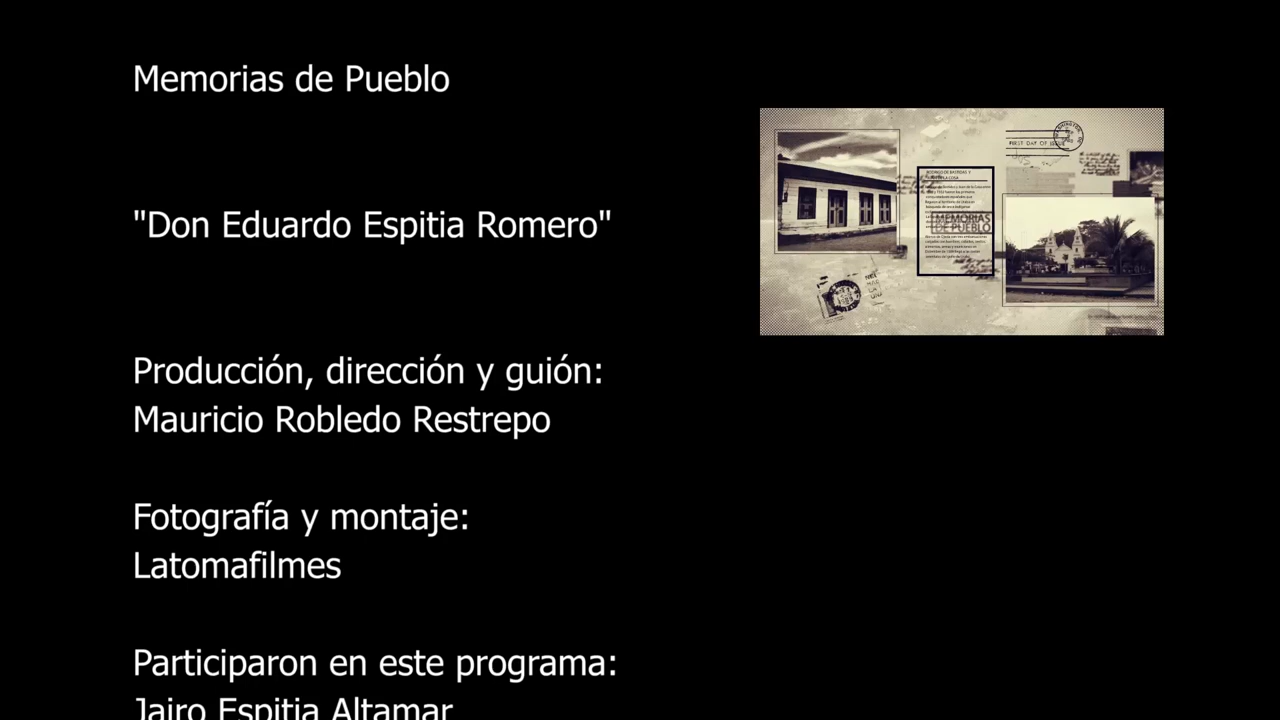 Memorias de Pueblo
"Don Eduardo Espitia Romero"
Producción, dirección y guión:
Mauricio Robledo Restrepo
Fotografía y montaje:
Latomafilmes
Participaron en este programa:
Jairo Espitia Altamar
FIRST DAY OF ISSUE
MEMORIAS
DE PUEBLO